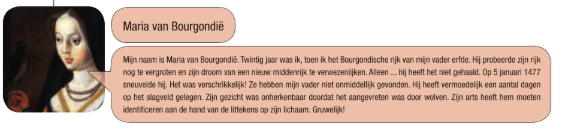 Maria van Bourgondië
Mijn naam is Maria van Bourgondië. Twintig jaar was ik, toen ik het Bourgondische rijk van mijn vader erfde. Hij probeerde zijn rijk
nog te vergroten en zijn droom van een nieuw middenrijk te verwezenlijken. Alleen ... hij heeft het niet gehaald. Op 5 januari 1477
sneuvelde hij. Het was verschrikkelijk! Ze hebben mijn vader niet onmiddellijk gevonden. Hij heeft vermoedelijk een aantal dagen
op het slagveld gelegen. Zijn gezicht was onherkenbaar doordat het aangevreten was door wolven. Zijn arts heeft hem moeten
identificeren aan de hand van de littekens op zijn lichaam. Gruwelijk!